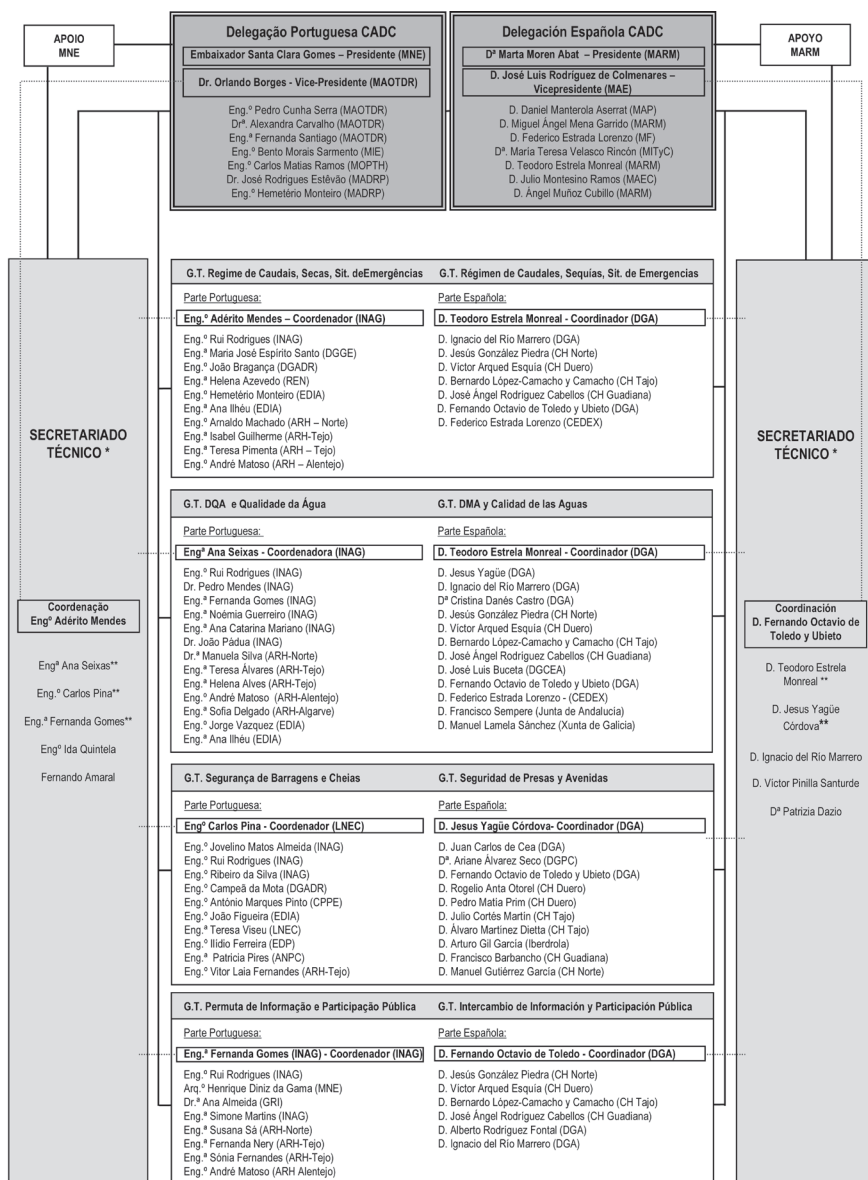 APOIO
MNE
Delegação Portuguesa CADC
Embaixador Santa Clara Gomes – Presidente (MNE)
Dr. Orlando Borges - Vice-Presidente (MAOTDR)
Eng.º Pedro Cunha Serra (MAOTDR)
Drª. Alexandra Carvalho (MAOTDR)
Eng.ª Fernanda Santiago (MAOTDR)
Eng.º Bento Morais Sarmento (MIE)
Eng.º Carlos Matias Ramos (MOPTH)
Dr. José Rodrigues Estêvão (MADRP)
Eng.º Hemetério Monteiro (MADRP)
Delegación Española CADC
Dª Marta Moren Abat – Presidente (MARM)
D. José Luis Rodríguez de Colmenares –
Vicepresidente (MAE)
D. Daniel Manterola Aserrat (MAP)
D. Miguel Ángel Mena Garrido (MARM)
D. Federico Estrada Lorenzo (MF)
Dª. María Teresa Velasco Rincón (MITyC)
D. Teodoro Estrela Monreal (MARM)
D. Julio Montesino Ramos (MAEC)
D. Ángel Muñoz Cubillo (MARM)
APOYO
MARM
SECRETARIADO
TÉCNICO *
Coordenação
Engº Adérito Mendes
Engª Ana Seixas**
Eng.º Carlos Pina**
Eng.ª Fernanda Gomes**
Engº Ida Quintela
Fernando Amaral
G.T. Regime de Caudais, Secas, Sit. deEmergências
Parte Portuguesa:
Eng.º Adérito Mendes – Coordenador (INAG)
Eng.º Rui Rodrigues (INAG)
Eng.ª Maria José Espírito Santo (DGGE)
Eng.º João Bragança (DGADR)
Eng.ª Helena Azevedo (REN)
Eng.º Hemetério Monteiro (EDIA)
Eng.ª Ana Ilhéu (EDIA)
Eng.º Arnaldo Machado (ARH – Norte)
Eng.ª Isabel Guilherme (ARH-Tejo)
Eng.ª Teresa Pimenta (ARH – Tejo)
Eng.º André Matoso (ARH – Alentejo)
G.T. Régimen de Caudales, Sequías, Sit. de Emergencias
Parte Española:
D. Teodoro Estrela Monreal - Coordinador (DGA)
D. Ignacio del Río Marrero (DGA)
D. Jesús González Piedra (CH Norte)
D. Víctor Arqued Esquía (CH Duero)
D. Bernardo López-Camacho y Camacho (CH Tajo)
D. José Ángel Rodríguez Cabellos (CH Guadiana)
D. Fernando Octavio de Toledo y Ubieto (DGA)
D. Federico Estrada Lorenzo (CEDEX)
G.T. DQA e Qualidade da Água
Parte Portuguesa:
Engª Ana Seixas - Coordenadora (INAG)
Eng.º Rui Rodrigues (INAG)
Dr. Pedro Mendes (INAG)
Eng.ª Fernanda Gomes (INAG)
Eng.ª Noémia Guerreiro (INAG)
Eng.ª Ana Catarina Mariano (INAG)
Dr. João Pádua (INAG)
Dr.ª Manuela Silva (ARH-Norte)
Eng.ª Teresa Álvares (ARH-Tejo)
Eng.ª Helena Alves (ARH-Tejo)
Eng.º André Matoso (ARH-Alentejo)
Eng.ª Sofia Delgado (ARH-Algarve)
Eng.º Jorge Vazquez (EDIA)
Eng.ª Ana Ilhéu (EDIA)
G.T. DMA y Calidad de las Aguas
Parte Española:
D. Teodoro Estrela Monreal - Coordinador (DGA)
D. Jesus Yagüe (DGA)
D. Ignacio del Río Marrero (DGA)
Dª Cristina Danés Castro (DGA)
D. Jesús González Piedra (CH Norte)
D. Víctor Arqued Esquía (CH Duero)
D. Bernardo López-Camacho y Camacho (CH Tajo)
D. José Ángel Rodríguez Cabellos (CH Guadiana)
D. José Luis Buceta (DGCEA)
D. Fernando Octavio de Toledo y Ubieto (DGA)
D. Federico Estrada Lorenzo - (CEDEX)
D. Francisco Sempere (Junta de Andalucía)
D. Manuel Lamela Sánchez (Xunta de Galicia)
G.T. Segurança de Barragens e Cheias
Parte Portuguesa:
Engº Carlos Pina - Coordenador (LNEC)
Eng.º Jovelino Matos Almeida (INAG)
Eng.º Rui Rodrigues (INAG)
Eng.º Ribeiro da Silva (INAG)
Eng.º Campeã da Mota (DGADR)
Eng.º António Marques Pinto (CPPE)
Eng.º João Figueira (EDIA)
Eng.ª Teresa Viseu (LNEC)
Eng.º Ilídio Ferreira (EDP)
Eng.ª Patricia Pires (ANPC)
Eng.º Vitor Laia Fernandes (ARH-Tejo)
G.T. Seguridad de Presas y Avenidas
Parte Española:
D. Jesus Yagüe Córdova- Coordinador (DGA)
D. Juan Carlos de Cea (DGA)
Dª. Ariane Álvarez Seco (DGPC)
D. Fernando Octavio de Toledo y Ubieto (DGA)
D. Rogelio Anta Otorel (CH Duero)
D. Pedro Matía Prim (CH Duero)
D. Julio Cortés Martín (CH Tajo)
D. Álvaro Martínez Dietta (CH Tajo)
D. Arturo Gil García (Iberdrola)
D. Francisco Barbancho (CH Guadiana)
D. Manuel Gutiérrez García (CH Norte)
G.T. Permuta de Informação e Participação Pública
Parte Portuguesa:
Eng.ª Fernanda Gomes (INAG) - Coordenador (INAG)
Eng.º Rui Rodrigues (INAG)
Arq.º Henrique Diniz da Gama (MNE)
Dr.ª Ana Almeida (GRI)
Eng.ª Simone Martins (INAG)
Eng.ª Susana Sá (ARH-Norte)
Eng.ª Fernanda Nery (ARH-Tejo)
Eng.ª Sónia Fernandes (ARH-Tejo)
Eng.º André Matoso (ARH Alentejo)
G.T. Intercambio de Información y Participación Pública
Parte Española:
D. Fernando Octavio de Toledo - Coordinador (DGA)
D. Jesús González Piedra (CH Norte)
D. Víctor Arqued Esquía (CH Duero)
D. Bernardo López-Camacho y Camacho (CH Tajo)
D. José Ángel Rodríguez Cabellos (CH Guadiana)
D. Alberto Rodríguez Fontal (DGA)
D. Ignacio del Río Marrero (DGA)
SECRETARIADO
TÉCNICO *
Coordinación
D. Fernando Octavio de
Toledo y Ubieto
D. Teodoro Estrela
Monreal **
D. Jesus Yagüe
Córdova**
D. Ignacio del Río Marrero
D. Víctor Pinilla Santurde
Dª Patrizia Dazio